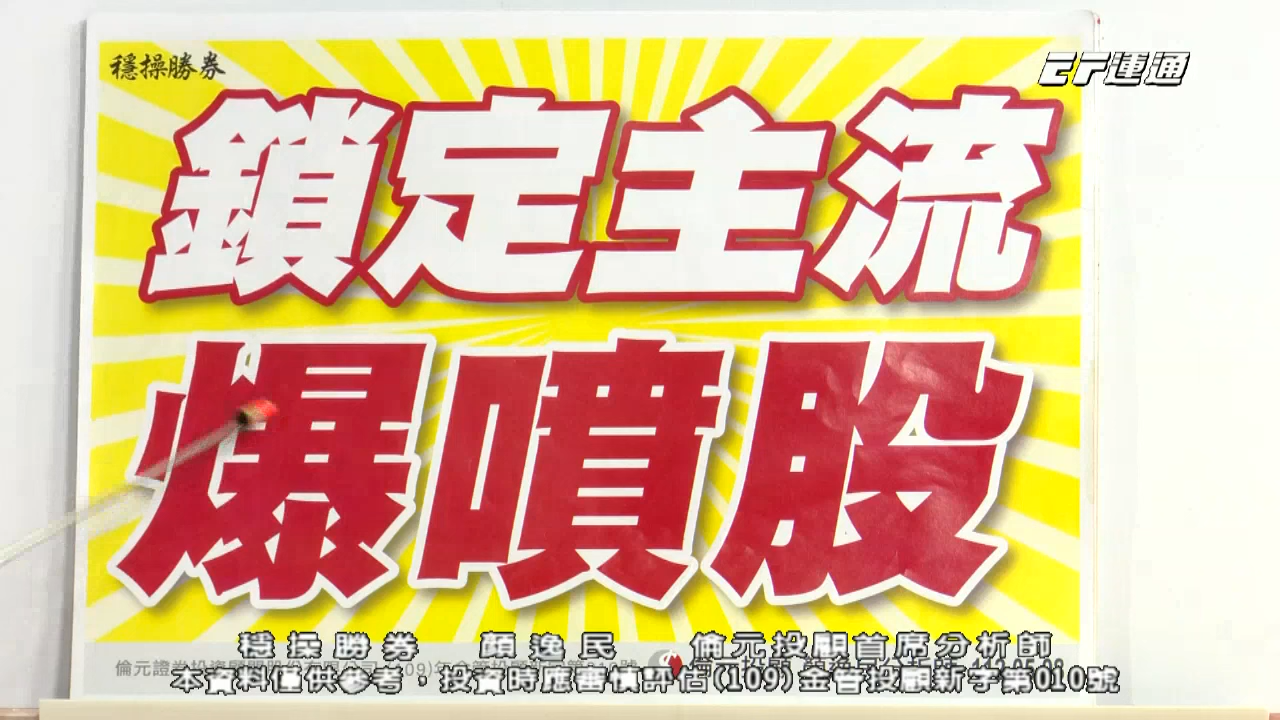 穩操勝券
ET運通
鎖定主流
爆噴股
穩操勝券 顏逸民 倫元投顧首席分析師
本資料僅供參考，投資時應審慎評估(109)金管投顧新字第010號